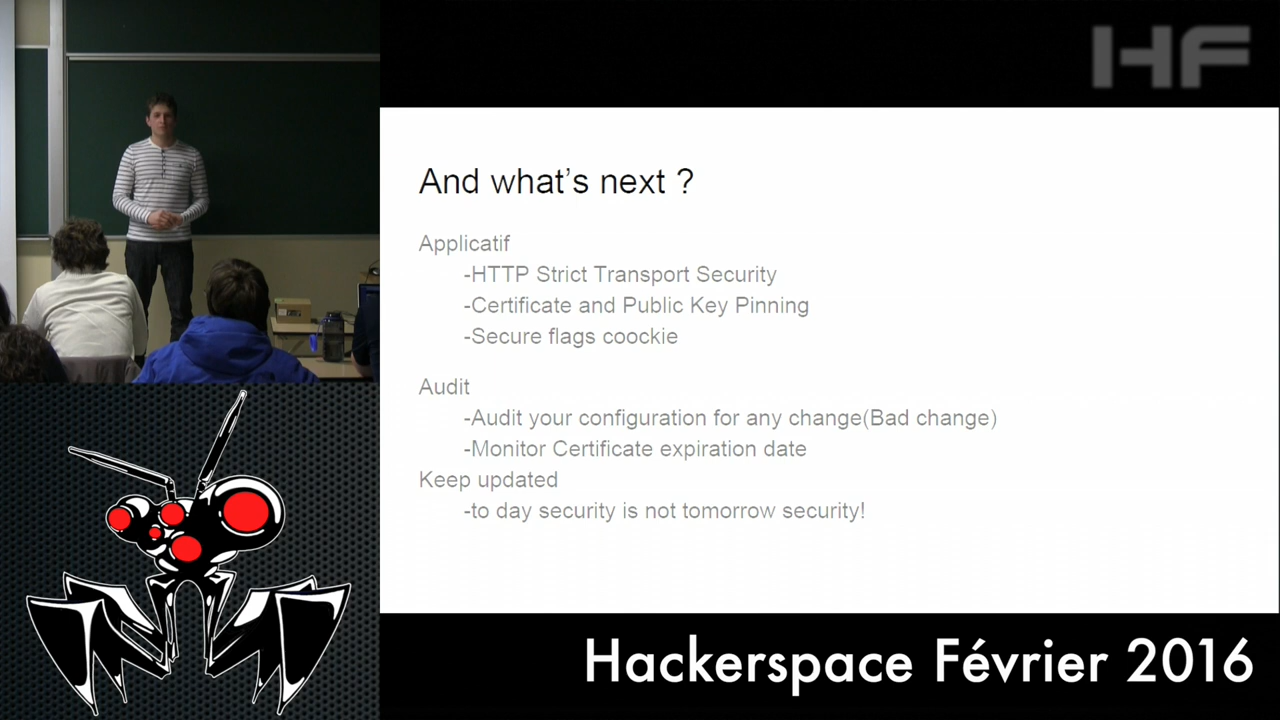 HF
And what's next ?
Applicatif
-HTTP Strict Transport Security
-Certificate and Public Key Pinning
-Secure flags coockie
Audit
-Audit your configuration for any change(Bad change)
-Monitor Certificate expiration date
Keep updated
-to day security is not tomorrow security!
Hackerspace Février 2016